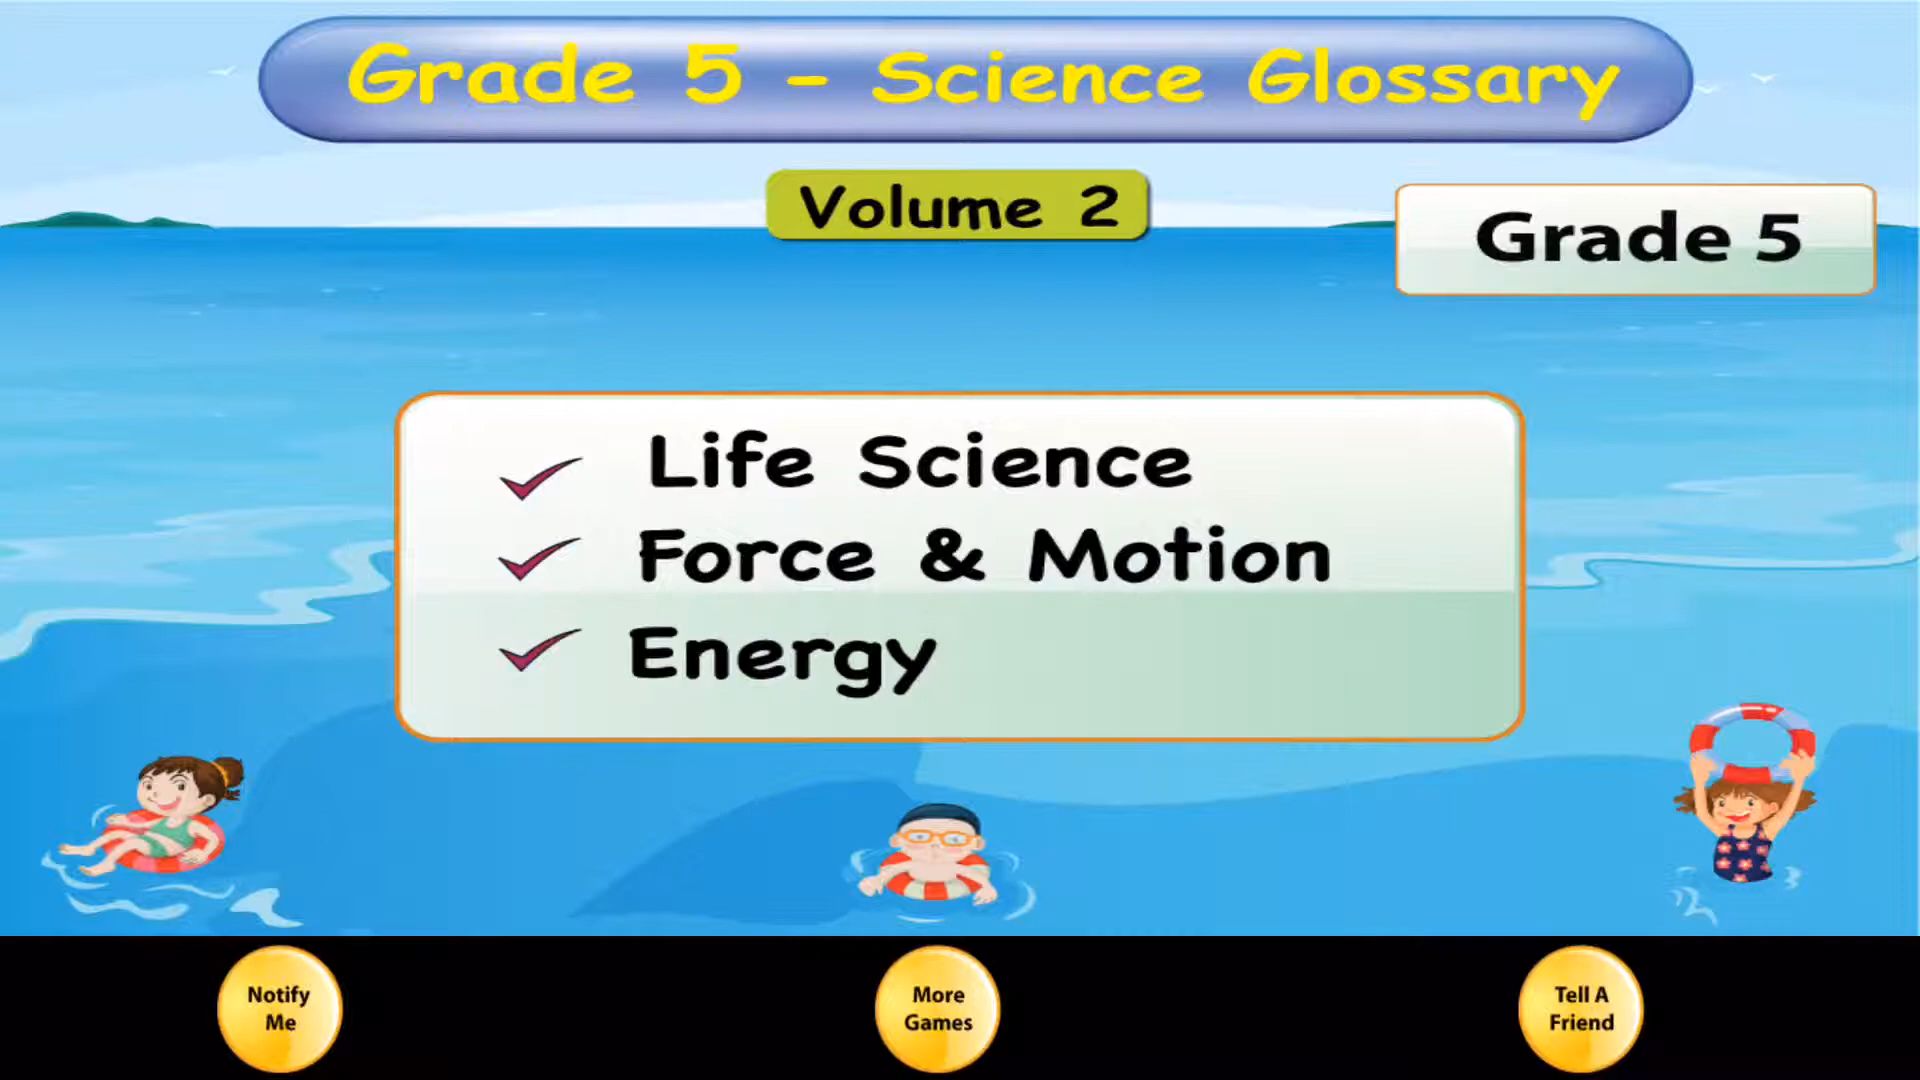 Grade 5 - Science Glossary
Volume 2
Grade 5
Life Science
Force & Motion
Energy
Notify
Me
More
Games
Tell A
Friend